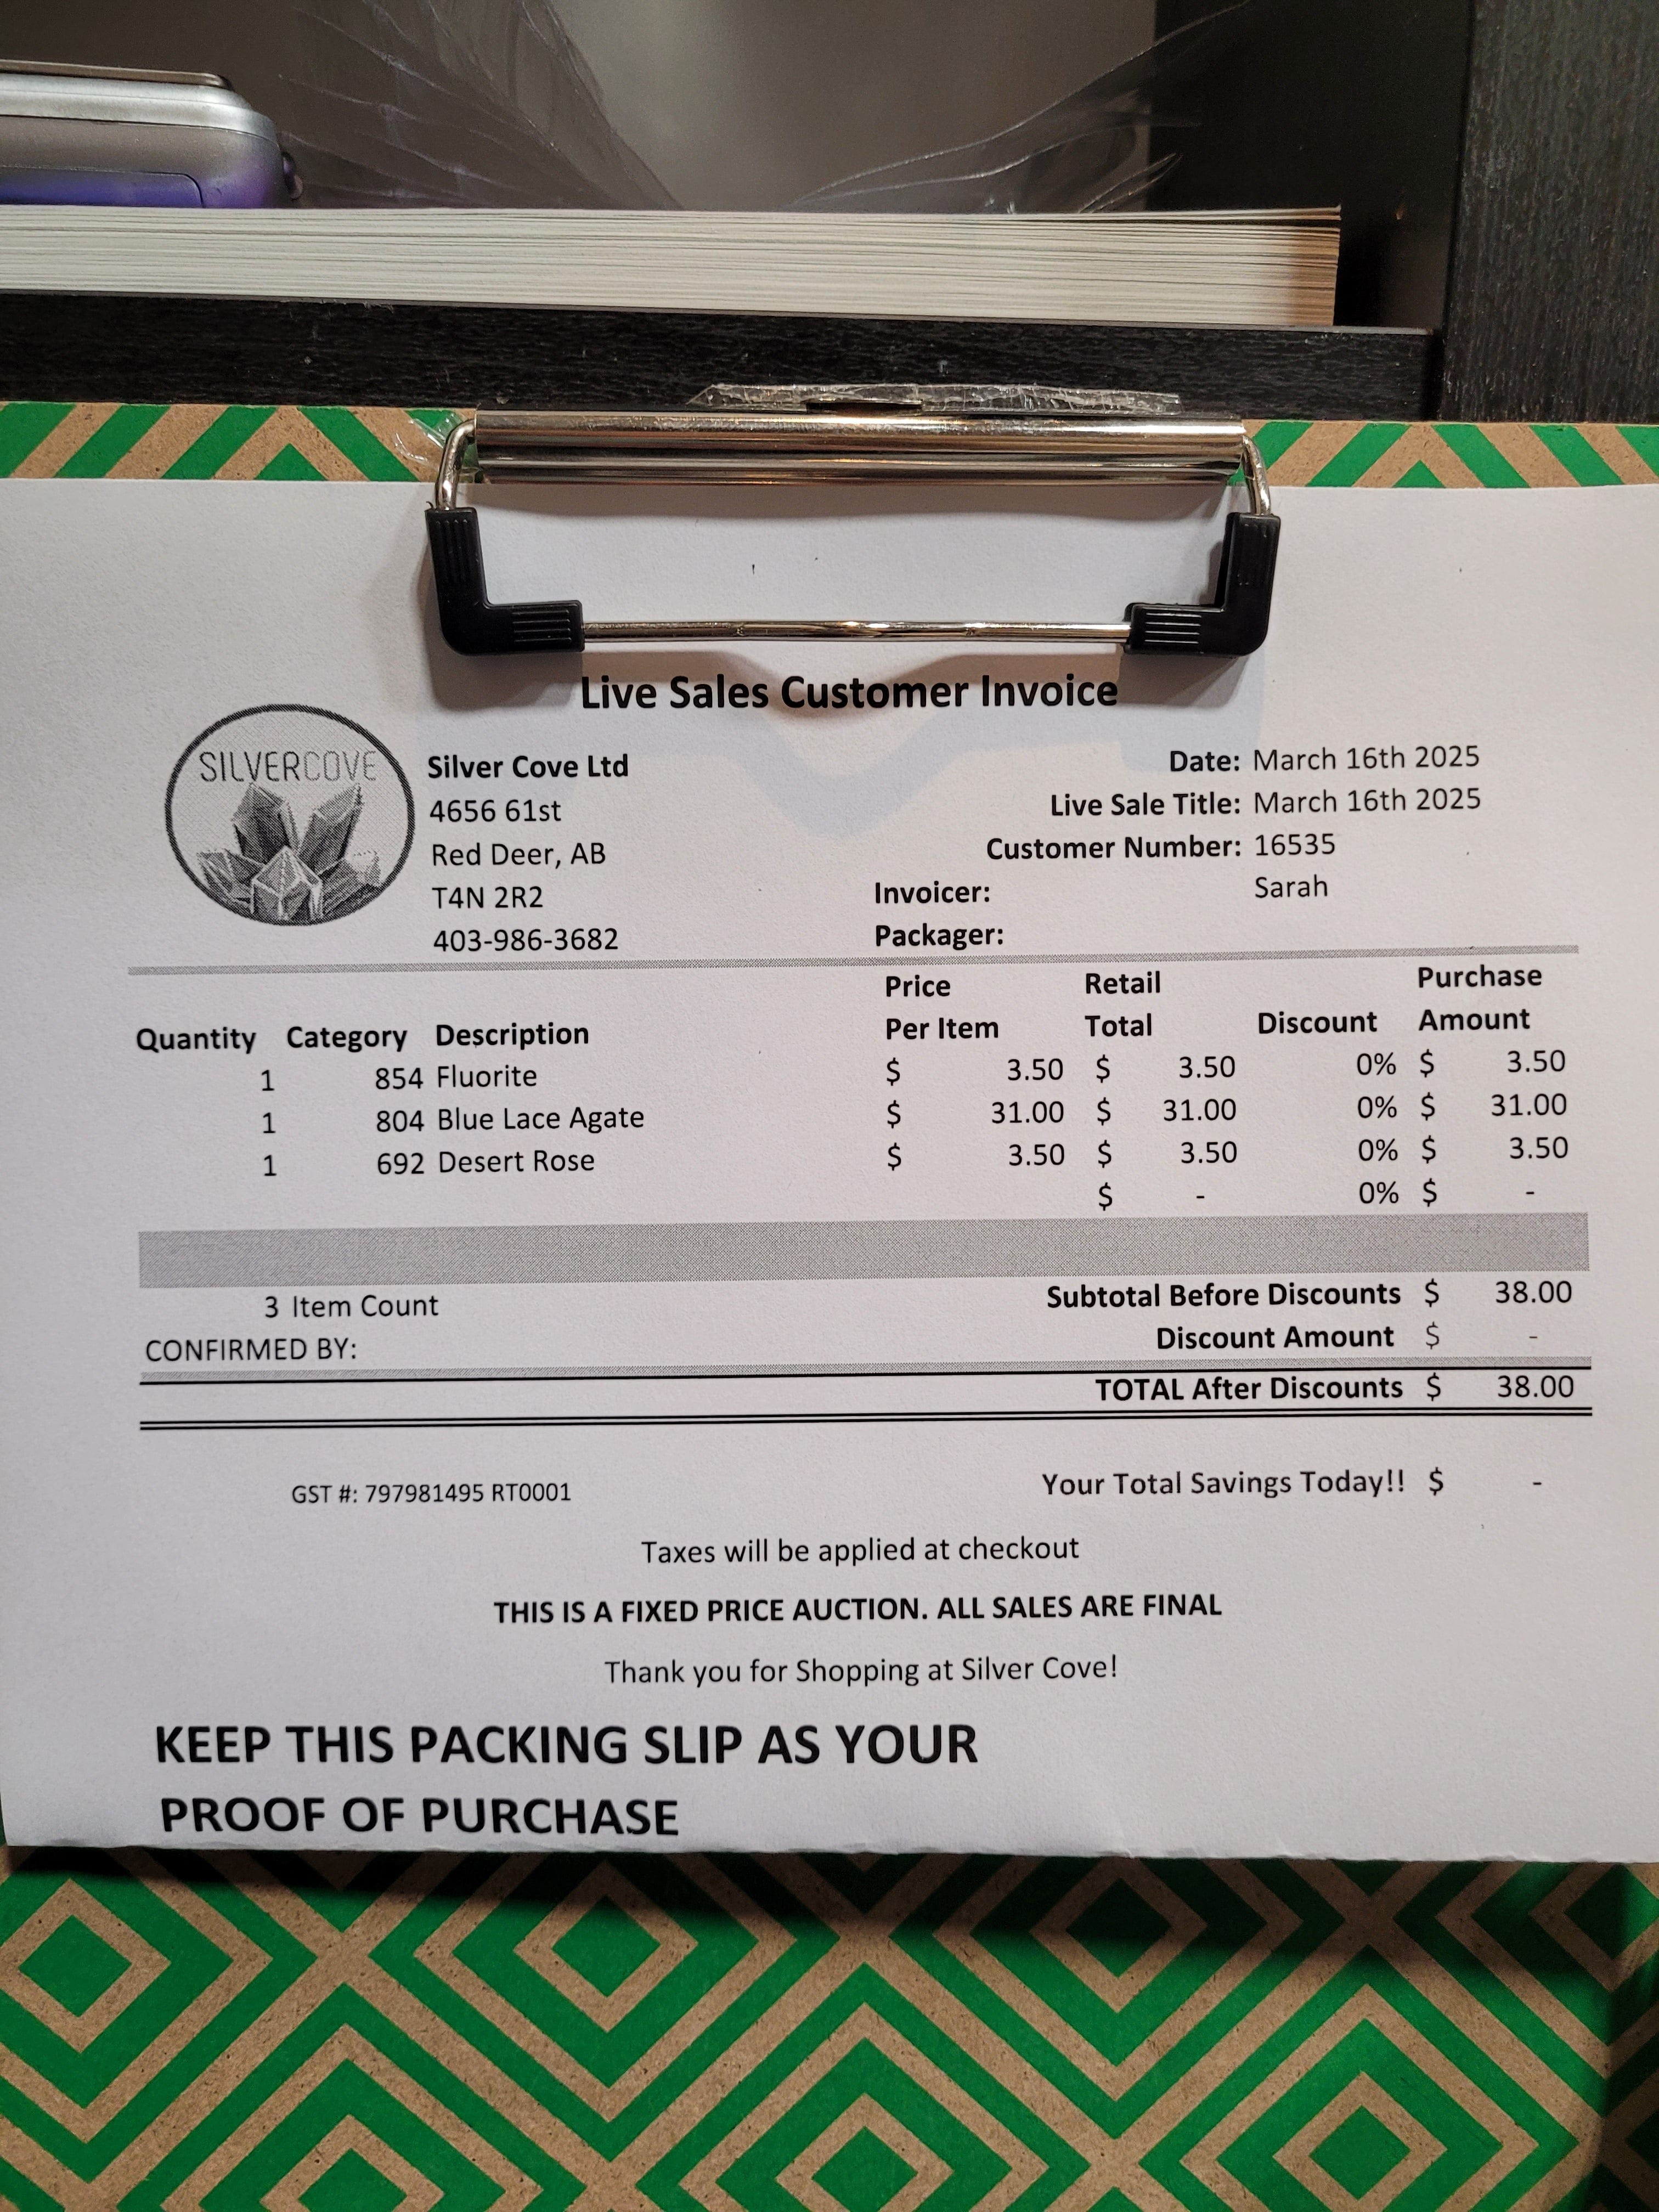 Live Sales Customer Invoice
SILVERCOVE
Silver Cove Ltd
4656 61st
Red Deer, AB
T4N 2R2
403-986-3682
Date: March 16th 2025
Live Sale Title: March 16th 2025
Customer Number: 16535
Invoicer: Sarah
Packager:
Quantity Category Description Price Per Item Retail Total Discount Purchase Amount
1 854 Fluorite $ 3.50 $ 3.50 0% $ 3.50
1 804 Blue Lace Agate $ 31.00 $ 31.00 0% $ 31.00
1 692 Desert Rose $ 3.50 $ 3.50 0% $ 3.50
$ - 0% $ -
3 Item Count Subtotal Before Discounts $ 38.00
CONFIRMED BY: Discount Amount $ -
TOTAL After Discounts $ 38.00
GST #: 797981495 RT0001 Your Total Savings Today!! $ -
Taxes will be applied at checkout
THIS IS A FIXED PRICE AUCTION. ALL SALES ARE FINAL
Thank you for Shopping at Silver Cove!
KEEP THIS PACKING SLIP AS YOUR
PROOF OF PURCHASE